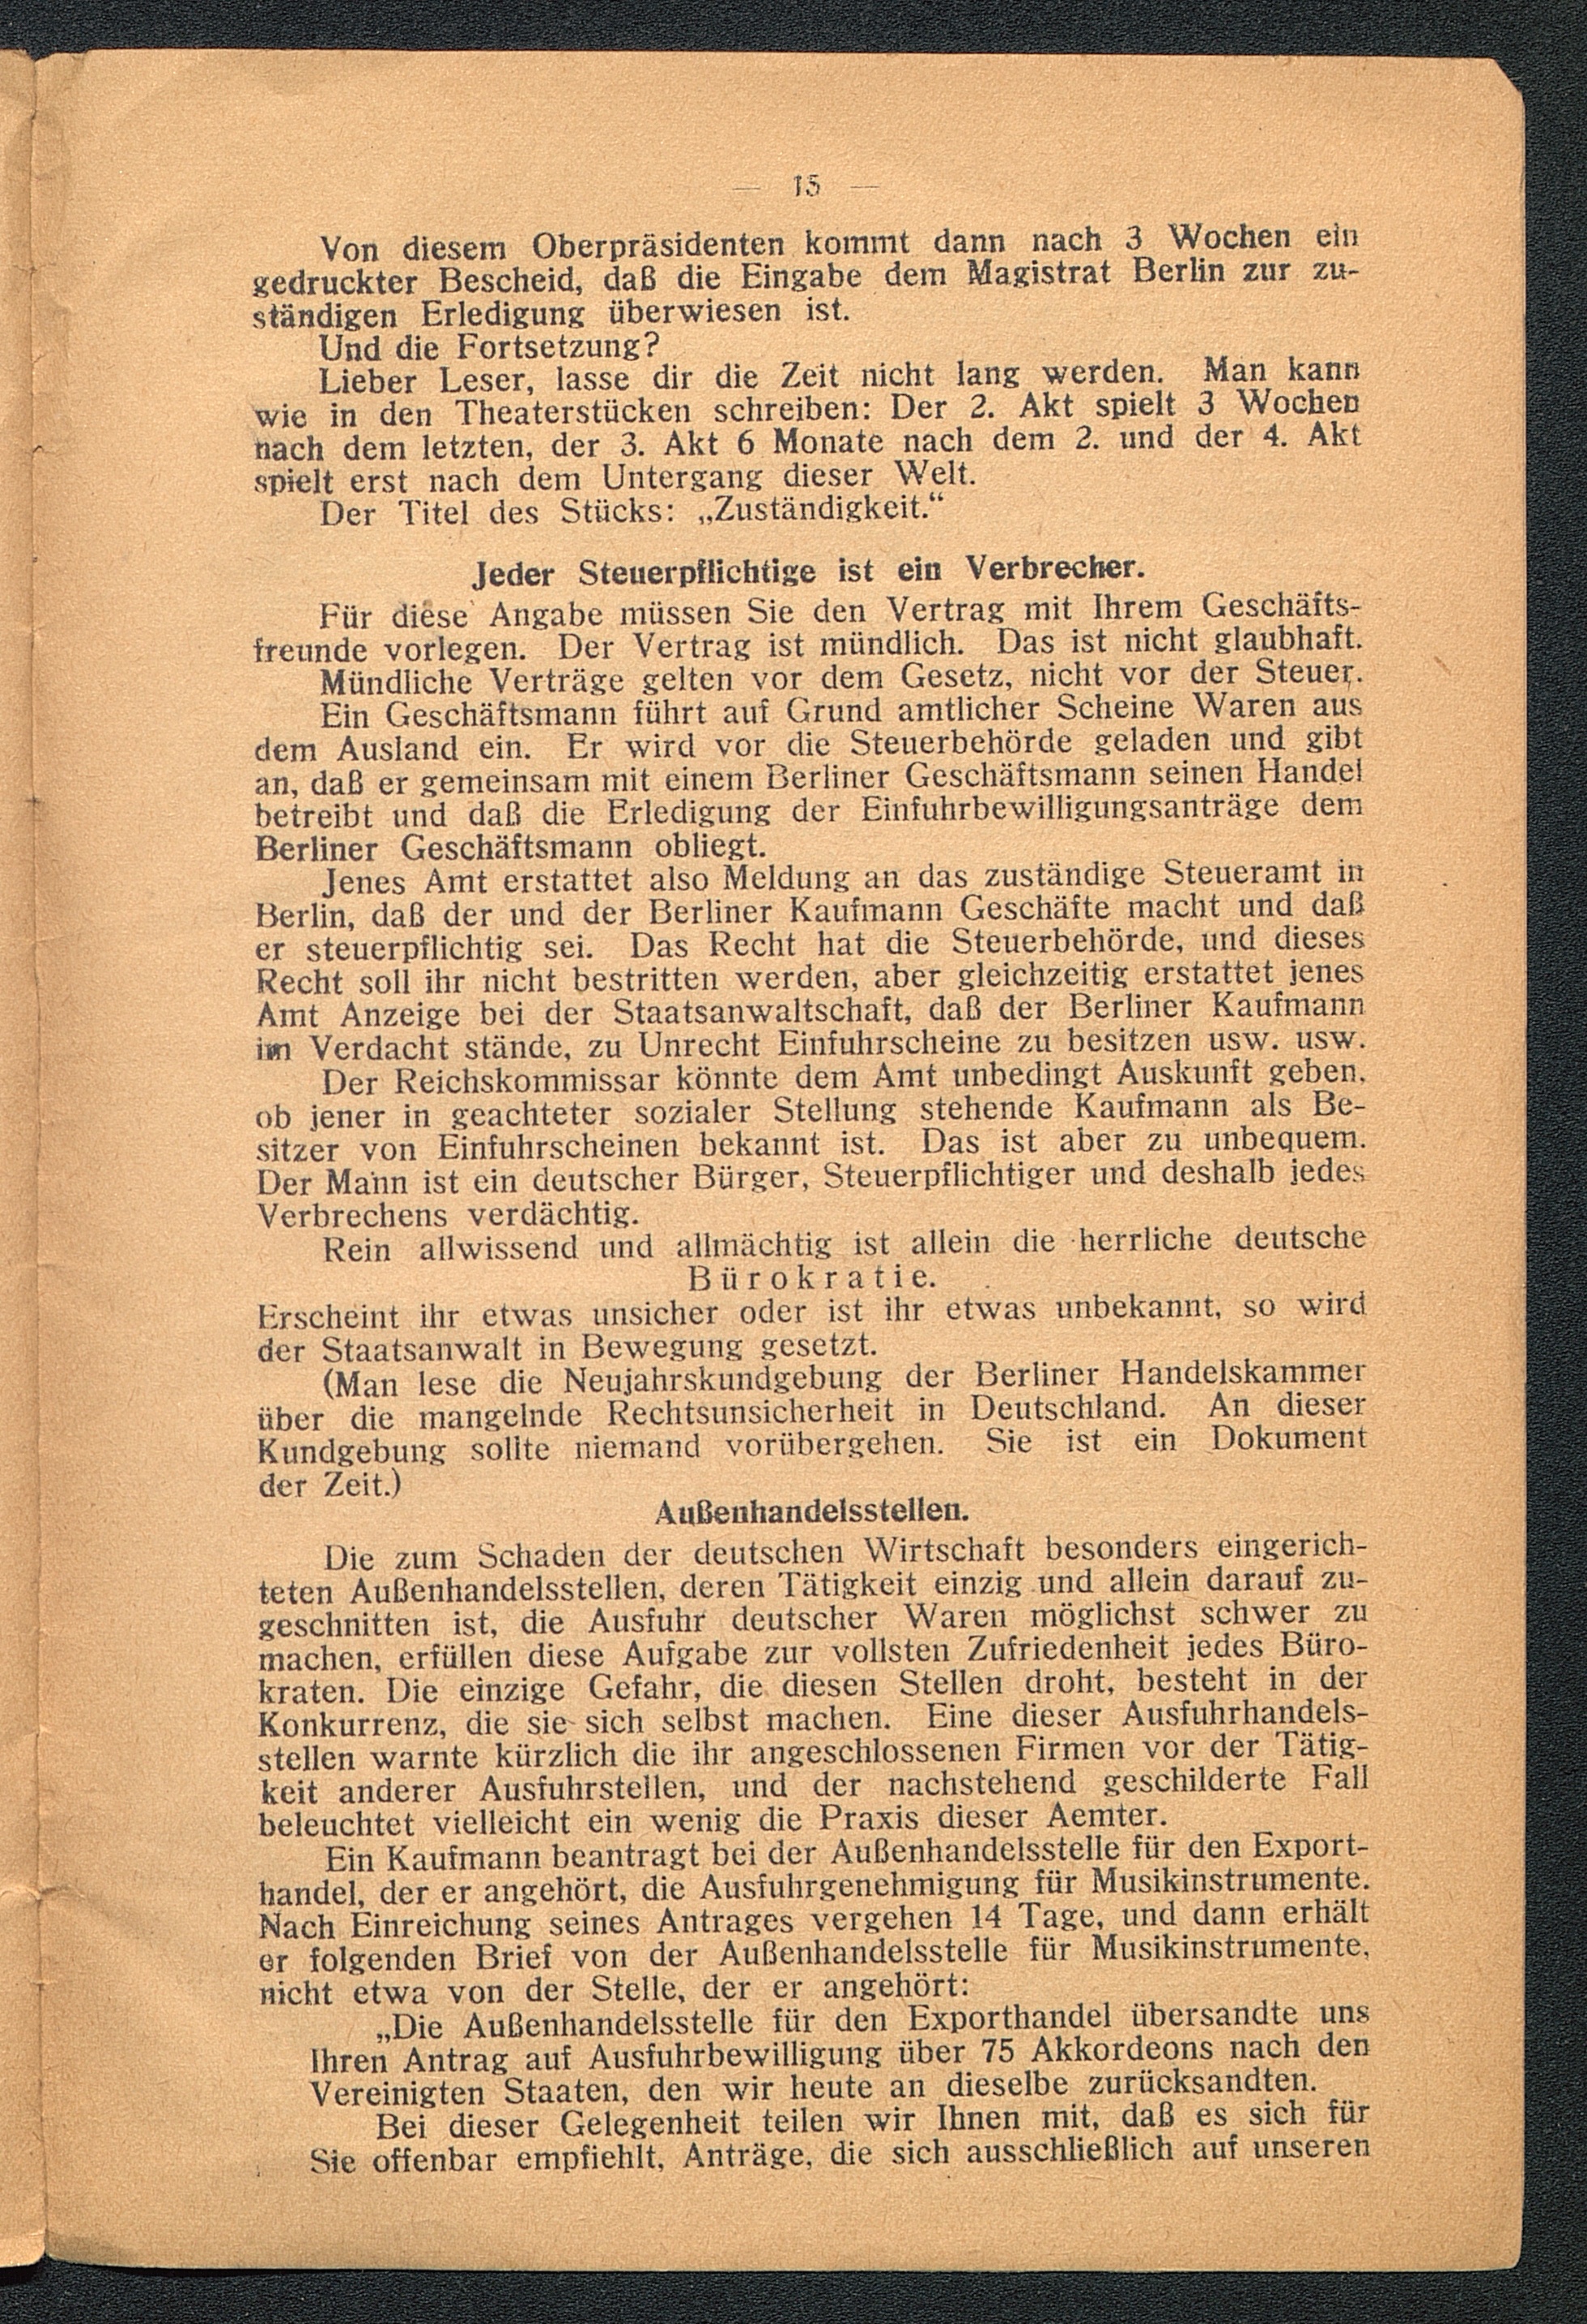 — 15 —
Von diesem Oberpräsidenten kommt dann nach 3 Wochen ein
gedruckter Bescheid, daß die Eingabe dem Magistrat Berlin zur zu-
ständigen Erledigung überwiesen ist.
Und die Fortsetzung?
Lieber Leser, lasse dir die Zeit nicht lang werden. Man kann
wie in den Theaterstücken schreiben: Der 2. Akt spielt 3 Wochen
nach dem letzten, der 3. Akt 6 Monate nach dem 2. und der 4. Akt
spielt erst nach dem Untergang dieser Welt.
Der Titel des Stücks: „Zuständigkeit.“
Jeder Steuerpflichtige ist ein Verbrecher.
Für diese Angabe müssen Sie den Vertrag mit Ihrem Geschäfts-
freunde vorlegen. Der Vertrag ist mündlich. Das ist nicht glaubhaft.
Mündliche Verträge gelten vor dem Gesetz, nicht vor der Steuer.
Ein Geschäftsmann führt auf Grund amtlicher Scheine Waren aus
dem Ausland ein. Er wird vor die Steuerbehörde geladen und gibt
an, daß er gemeinsam mit einem Berliner Geschäftsmann seinen Handel
betreibt und daß die Erledigung der Einfuhrbewilligungsanträge dem
Berliner Geschäftsmann obliegt.
Jenes Amt erstattet also Meldung an das zuständige Steueramt in
Berlin, daß der und der Berliner Kaufmann Geschäfte macht und daß
er steuerpflichtig sei. Das Recht hat die Steuerbehörde, und dieses
Recht soll ihr nicht bestritten werden, aber gleichzeitig erstattet jenes
Amt Anzeige bei der Staatsanwaltschaft, daß der Berliner Kaufmann
im Verdacht stände, zu Unrecht Einfuhrscheine zu besitzen usw. usw.
Der Reichskommissar könnte dem Amt unbedingt Auskunft geben,
ob jener in geachteter sozialer Stellung stehende Kaufmann als Be-
sitzer von Einfuhrscheinen bekannt ist. Das ist aber zu unbequem.
Der Mann ist ein deutscher Bürger, Steuerpflichtiger und deshalb jedes
Verbrechens verdächtig.
Rein allwissend und allmächtig ist allein die herrliche deutsche
Bürokratie.
Erscheint ihr etwas unsicher oder ist ihr etwas unbekannt, so wird
der Staatsanwalt in Bewegung gesetzt.
(Man lese die Neujahrskundgebung der Berliner Handelskammer
über die mangelnde Rechtsunsicherheit in Deutschland. An dieser
Kundgebung sollte niemand vorübergehen. Sie ist ein Dokument
der Zeit.)
Außenhandelsstellen.
Die zum Schaden der deutschen Wirtschaft besonders eingerich-
teten Außenhandelsstellen, deren Tätigkeit einzig und allein darauf zu-
geschnitten ist, die Ausfuhr deutscher Waren möglichst schwer zu
machen, erfüllen diese Aufgabe zur vollsten Zufriedenheit jedes Büro-
kraten. Die einzige Gefahr, die diesen Stellen droht, besteht in der
Konkurrenz, die sie sich selbst machen. Eine dieser Ausfuhrhandels-
stellen warnte kürzlich die ihr angeschlossenen Firmen vor der Tätig-
keit anderer Ausfuhrstellen, und der nachstehend geschilderte Fall
beleuchtet vielleicht ein wenig die Praxis dieser Aemter.
Ein Kaufmann beantragt bei der Außenhandelsstelle für den Export-
handel, der er angehört, die Ausfuhrgenehmigung für Musikinstrumente.
Nach Einreichung seines Antrages vergehen 14 Tage, und dann erhält
er folgenden Brief von der Außenhandelsstelle für Musikinstrumente,
nicht etwa von der Stelle, der er angehört:
„Die Außenhandelsstelle für den Exporthandel übersandte uns
Ihren Antrag auf Ausfuhrbewilligung über 75 Akkordeons nach den
Vereinigten Staaten, den wir heute an dieselbe zurücksandten.
Bei dieser Gelegenheit teilen wir Ihnen mit, daß es sich für
Sie offenbar empfiehlt, Anträge, die sich ausschließlich auf unseren